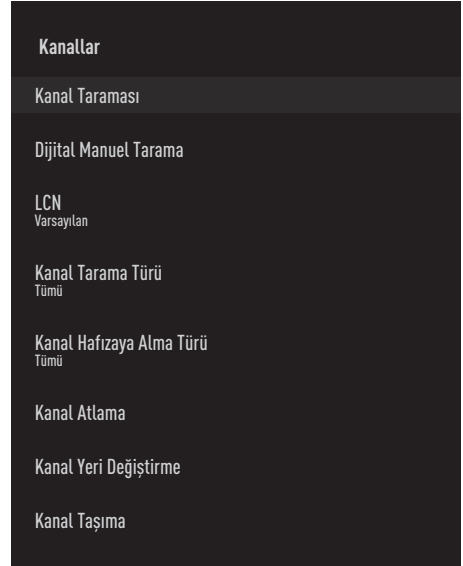 Kanallar
Kanal Taraması
Dijital Manuel Tarama
LCN
Varsayılan
Kanal Tarama Türü
Tümü
Kanal Hafızaya Alma Türü
Tümü
Kanal Atlama
Kanal Yeri Değiştirme
Kanal Taşıma